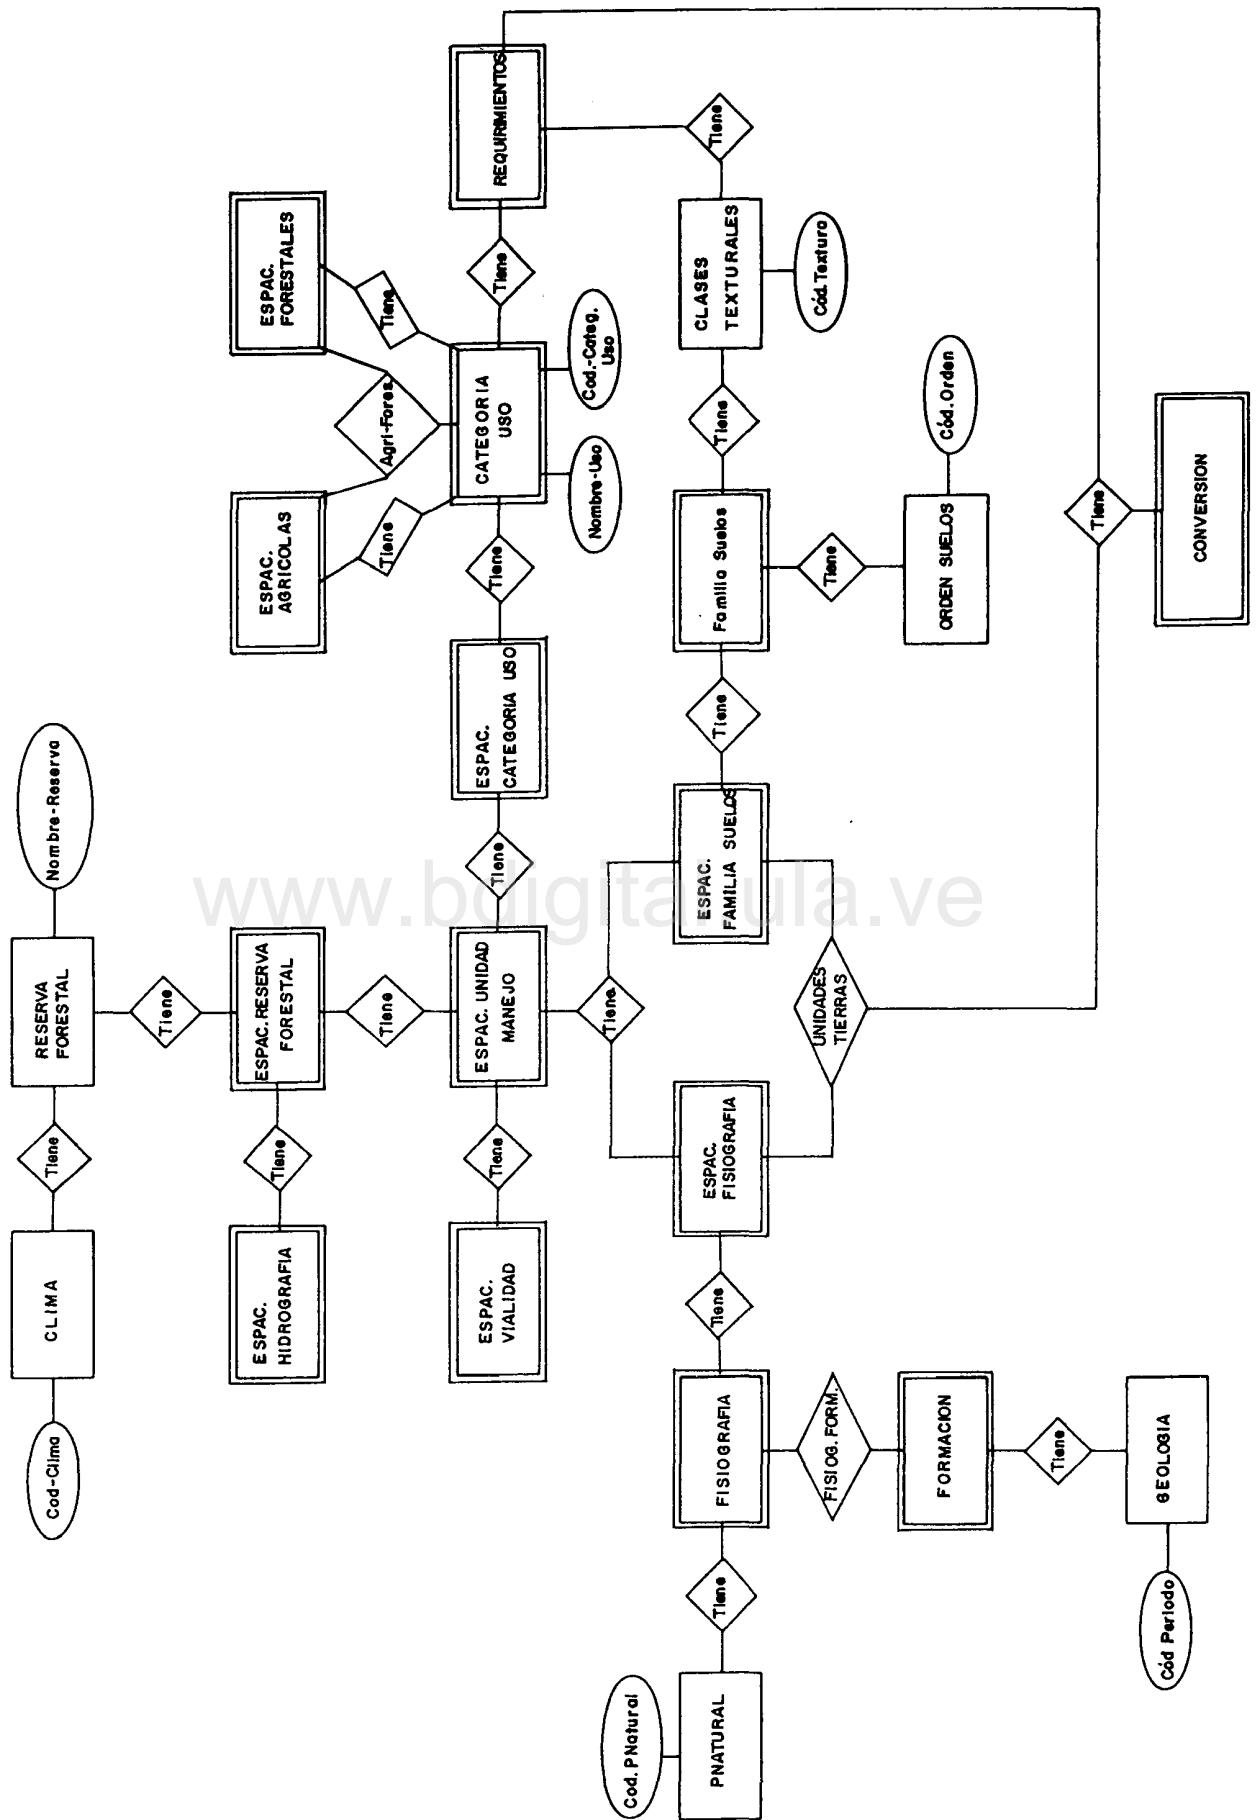 Cod-Clima
CLIMA
Tiene
RESERVA
FORESTAL
Nombre-Reserva
Tiene
ESPAC.
HIDROGRAFIA
Tiene
ESPAC.RESERVA
FORESTAL
ESPAC.
AGRICOLAS
ESPAC.
FORESTALES
Tiene
Tiene
Agri-Fores.
Tiene
ESPAC.
VIALIDAD
Tiene
ESPAC. UNIDAD
MANEJO
Tiene
ESPAC.
CATEGORIA USO
Tiene
CATEGORIA
USO
Tiene
REQUIRIMIENTOS
Cod. PNatural
Tiene
Nombre-Uso
Cod.-Categ.
Uso
PNATURAL
Tiene
FISIOGRAFIA
Tiene
ESPAC.
FISIOGRAFIA
ESPAC.
FAMILIA SUELOS
Tiene
Familia Suelos
Tiene
CLASES
TEXTURALES
Tiene
FISIOG.FORM.
UNIDADES
TIERRAS
Tiene
Cód.Textura
FORMACION
ORDEN SUELOS
Cód.Orden
Tiene
Tiene
Cód Periodo
GEOLOGIA
CONVERSION
www.bdigital.ula.ve